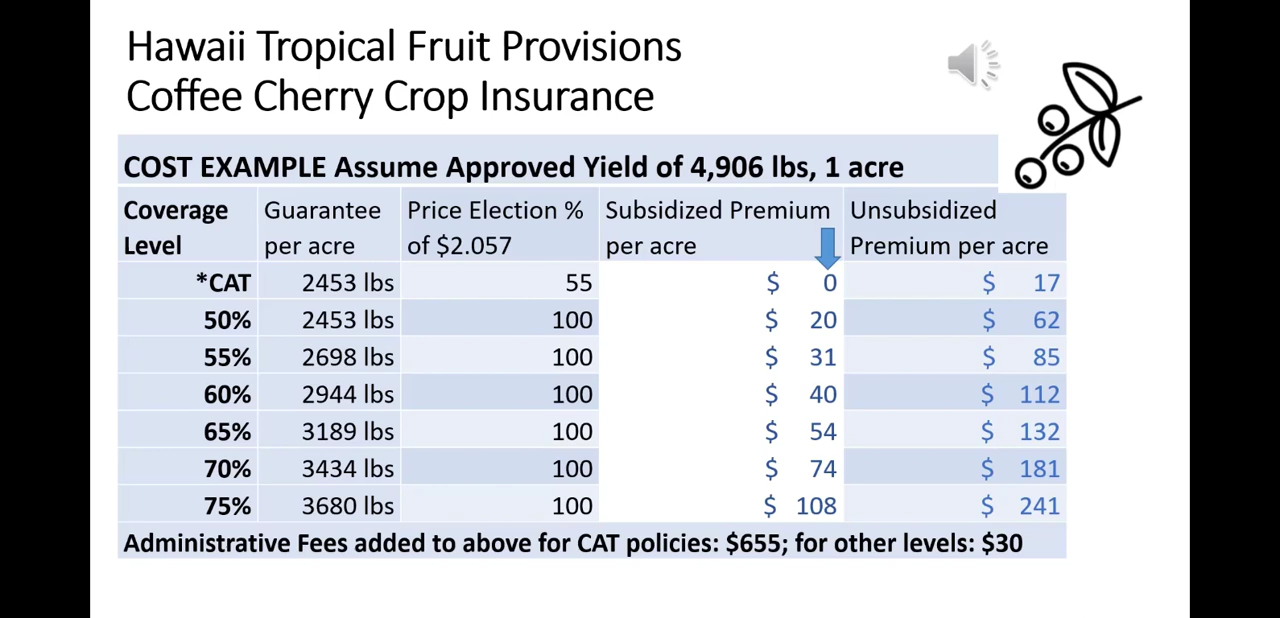 Hawaii Tropical Fruit Provisions
Coffee Cherry Crop Insurance
COST EXAMPLE Assume Approved Yield of 4,906 lbs, 1 acre
Coverage Level Guarantee per acre Price Election % of $2.057 Subsidized Premium per acre Unsubsidized Premium per acre
*CAT 2453 lbs 55 $ 0 $ 17
50% 2453 lbs 100 $ 20 $ 62
55% 2698 lbs 100 $ 31 $ 85
60% 2944 lbs 100 $ 40 $ 112
65% 3189 lbs 100 $ 54 $ 132
70% 3434 lbs 100 $ 74 $ 181
75% 3680 lbs 100 $ 108 $ 241
Administrative Fees added to above for CAT policies: $655; for other levels: $30